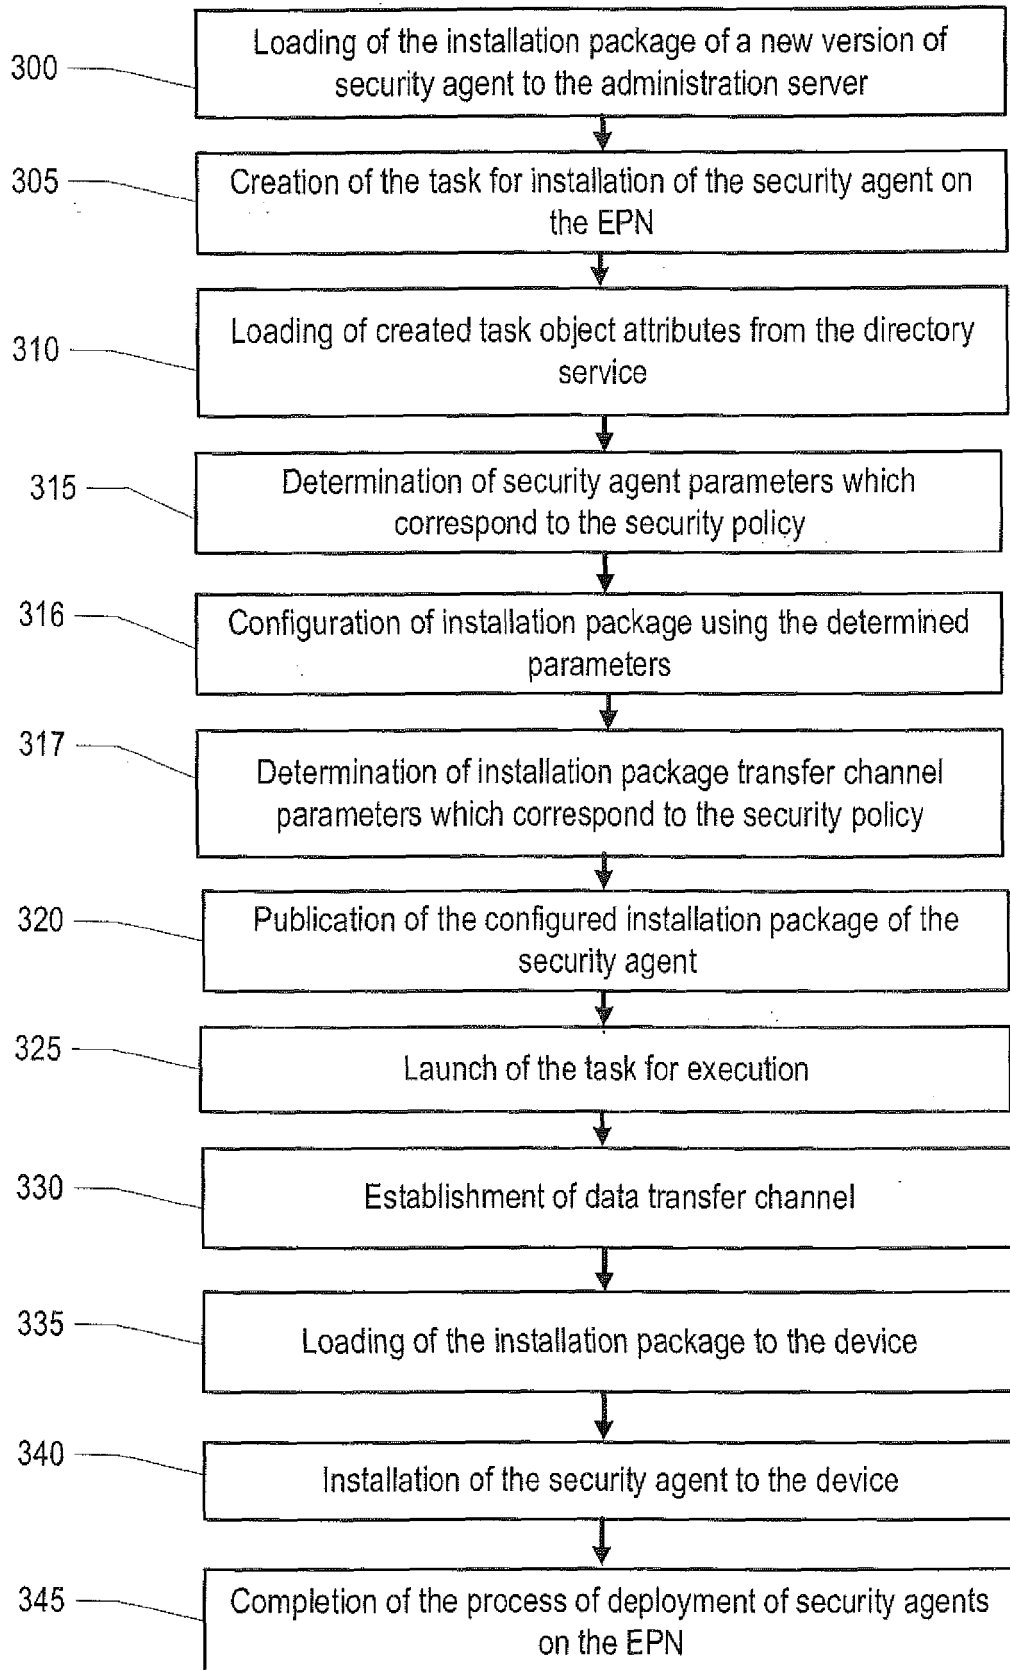 300
Loading of the installation package of a new version of
security agent to the administration server
305
Creation of the task for installation of the security agent on
the EPN
310
Loading of created task object attributes from the directory
service
315
Determination of security agent parameters which
correspond to the security policy
316
Configuration of installation package using the determined
parameters
317
Determination of installation package transfer channel
parameters which correspond to the security policy
320
Publication of the configured installation package of the
security agent
325
Launch of the task for execution
330
Establishment of data transfer channel
335
Loading of the installation package to the device
340
Installation of the security agent to the device
345
Completion of the process of deployment of security agents
on the EPN